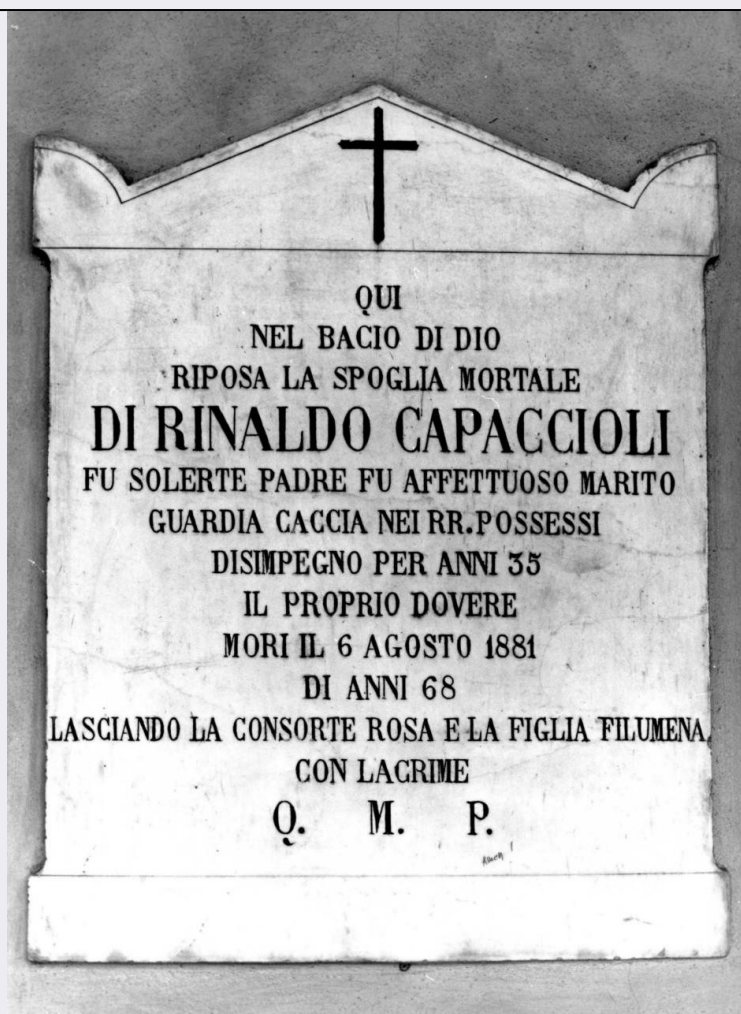 QUI
NEL BACIO DI DIO
RIPOSA LA SPOGLIA MORTALE
DI RINALDO CAPACCIOLI
FU SOLERTE PADRE FU AFFETTUOSO MARITO
GUARDIA CACCIA NEI RR. POSSESSI
DISIMPEGNO PER ANNI 35
IL PROPRIO DOVERE
MORI IL 6 AGOSTO 1881
DI ANNI 68
LASCIANDO LA CONSORTE ROSA E LA FIGLIA FILUMENA
CON LACRIME
Q. M. P.